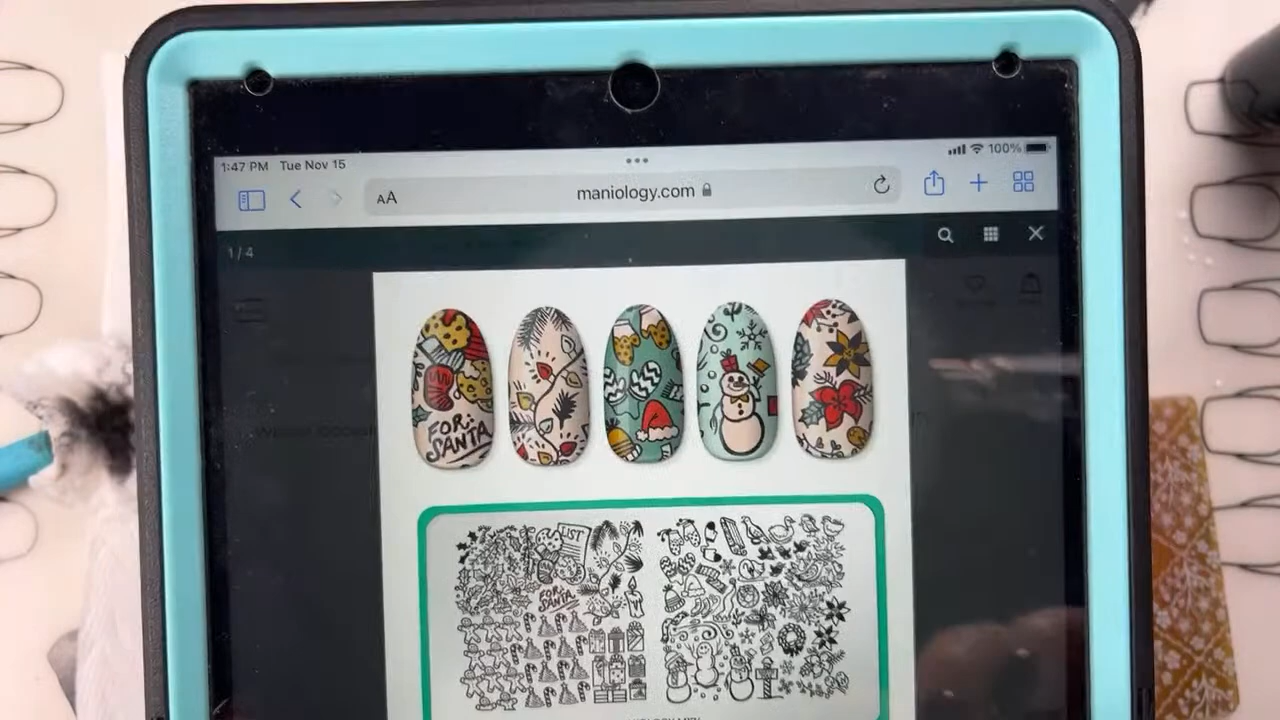 1:47 PM Tue Nov 15
100%
AA
maniology.com
1 / 4
FOR:
SANTA
LIST
FOR:
SANTA